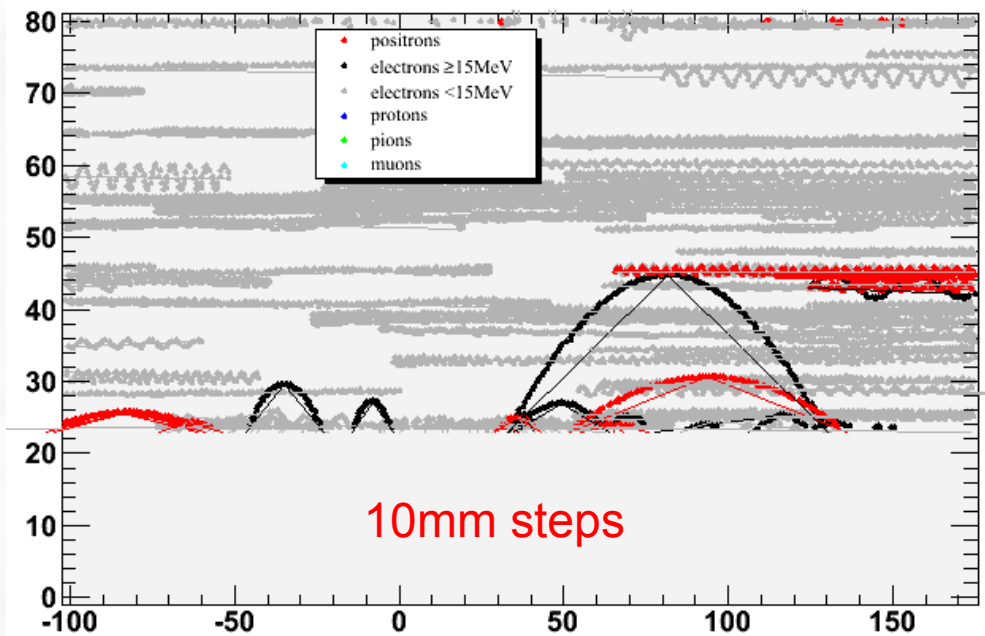 80
70
60
50
40
30
20
10
0
positrons
electrons ≥15MeV
electrons <15MeV
protons
pions
muons
10mm steps
-100 -50 0 50 100 150